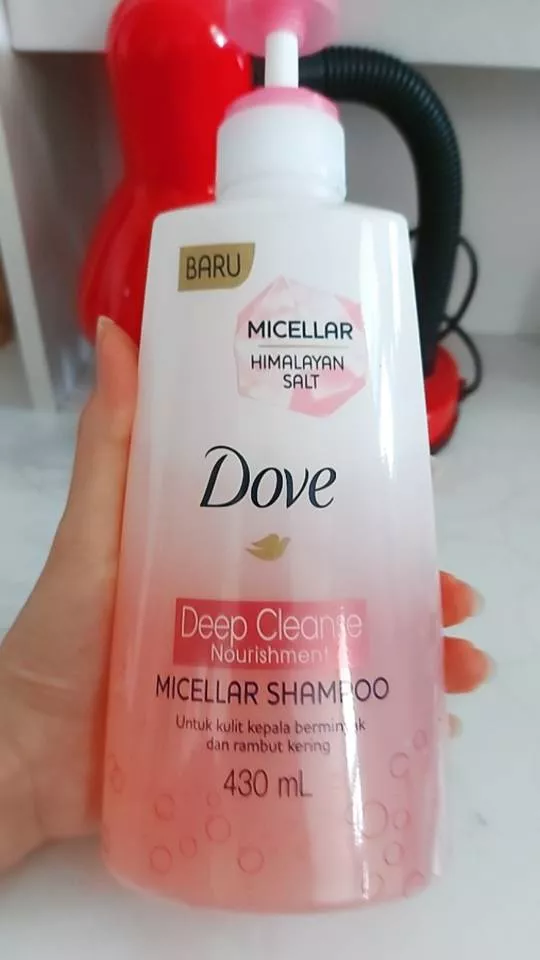 BARU
MICELLAR
HIMALAYAN
SALT
Dove
Deep Cleanse
Nourishment
MICELLAR SHAMPOO
Untuk kulit kepala berminyak
dan rambut kering
430 mL